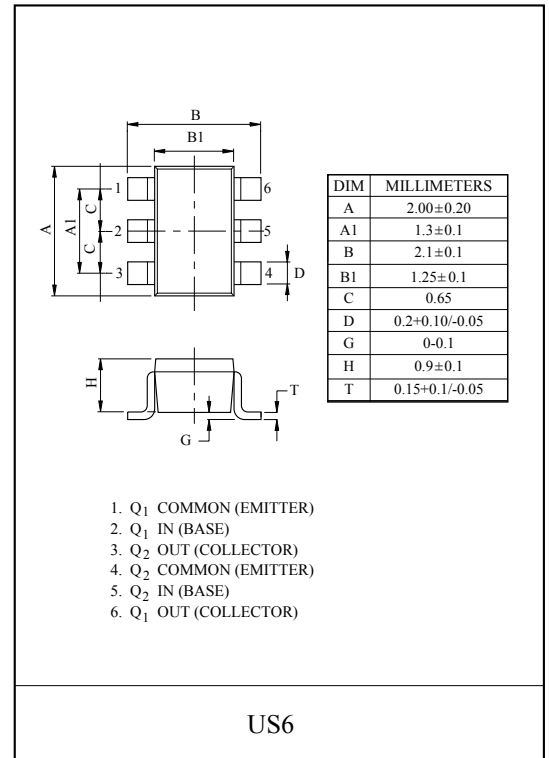 B
B1
1
6
A
A1
C
2
5
C
3
4
D
H
T
G
DIM MILLIMETERS
A 2.00±0.20
A1 1.3±0.1
B 2.1±0.1
B1 1.25±0.1
C 0.65
D 0.2+0.10/-0.05
G 0-0.1
H 0.9±0.1
T 0.15+0.1/-0.05
1. Q1 COMMON (EMITTER)
2. Q1 IN (BASE)
3. Q2 OUT (COLLECTOR)
4. Q2 COMMON (EMITTER)
5. Q2 IN (BASE)
6. Q1 OUT (COLLECTOR)
US6